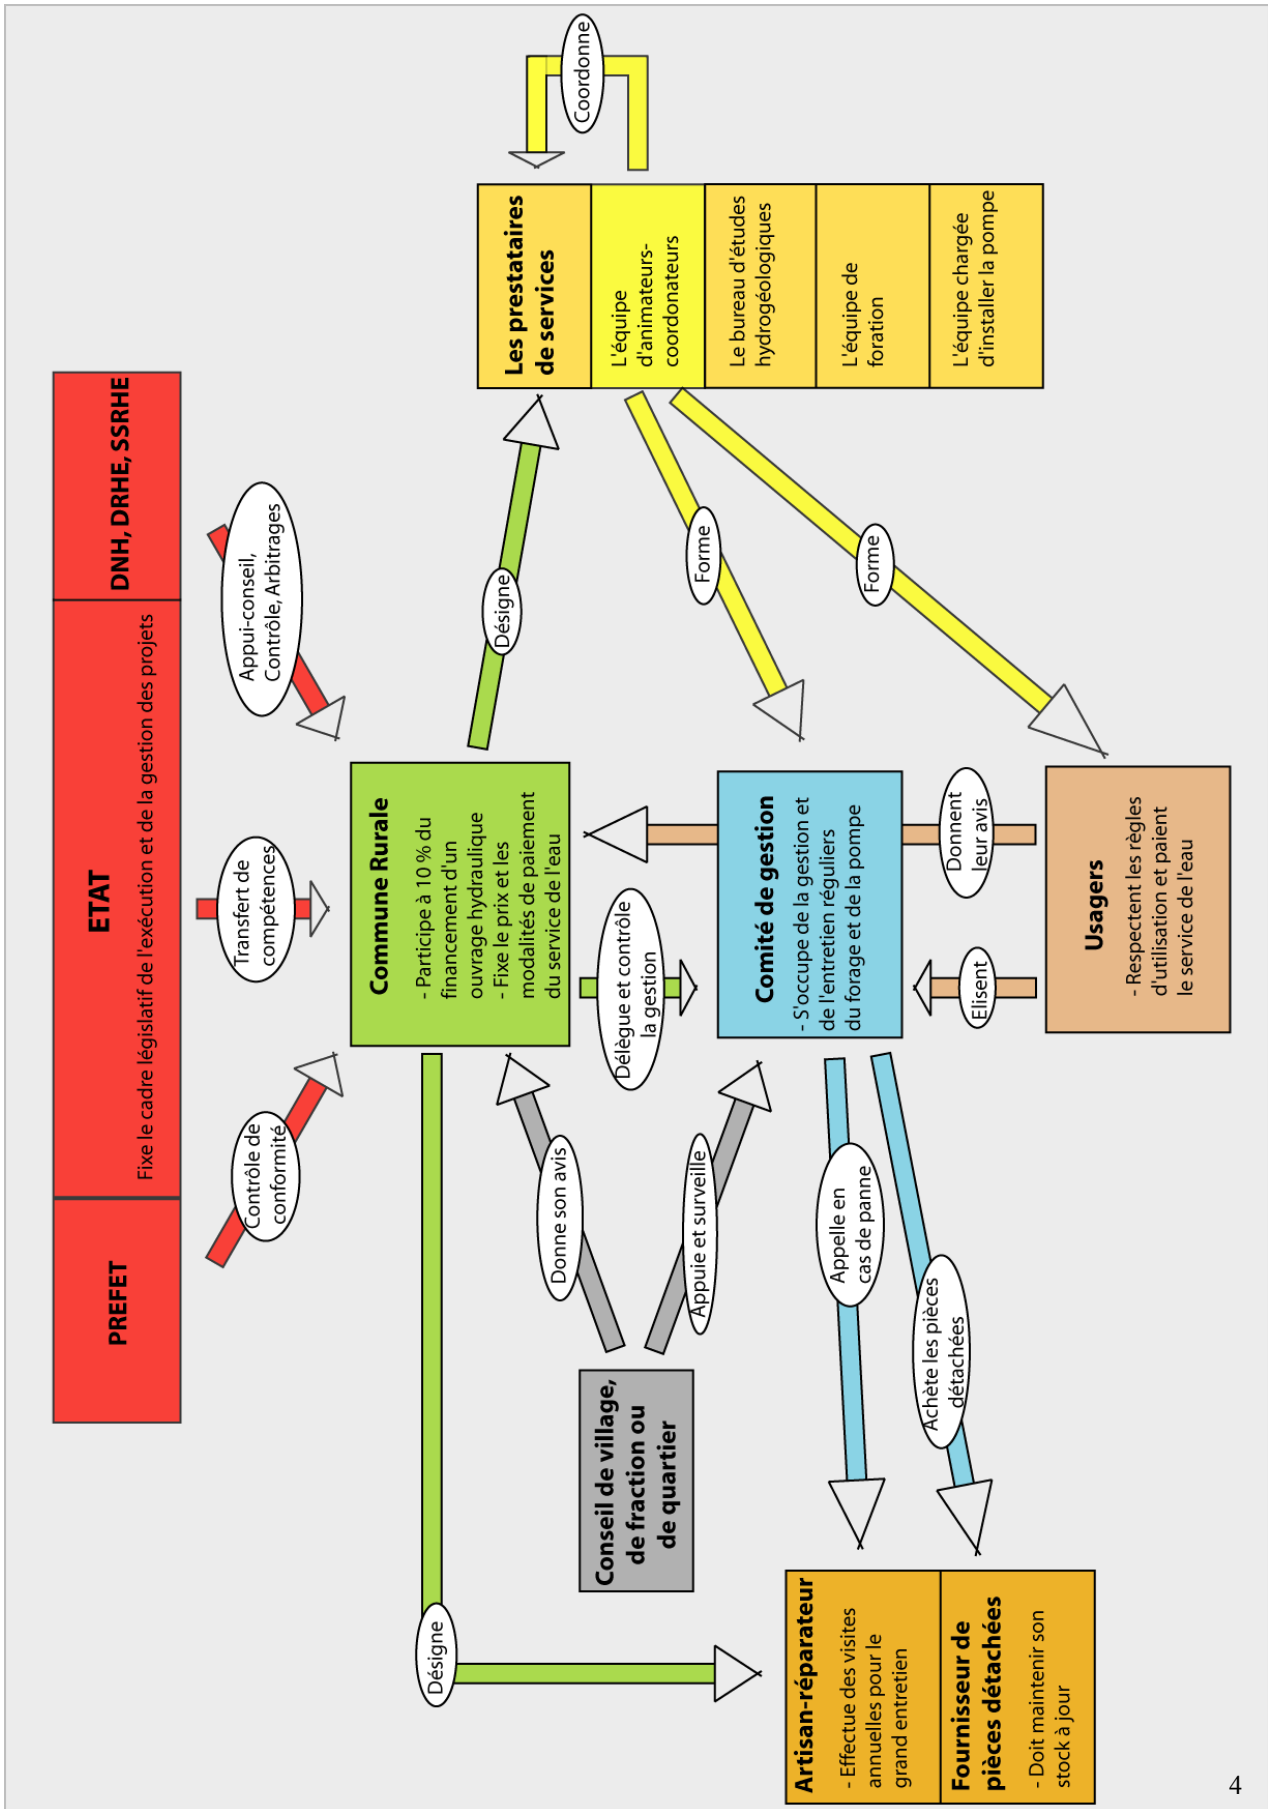 PREFET
ETAT
Fixe le cadre législatif de l'exécution et de la gestion des projets
DNH, DRHE, SSRHE
Contrôle de
conformité
Transfert de
compétences
Appui-conseil,
Contrôle, Arbitrages
Commune Rurale
- Participe à 10 % du
financement d'un
ouvrage hydraulique
- Fixe le prix et les
modalités de paiement
du service de l'eau
Désigne
Désigne
Coordonne
Les prestataires
de services
L'équipe
d'animateurs-
coordonateurs
Le bureau d'études
hydrogéologiques
L'équipe de
foration
L'équipe chargée
d'installer la pompe
Donne son avis
Délègue et contrôle
la gestion
Conseil de village,
de fraction ou
de quartier
Appuie et surveille
Forme
Forme
Comité de gestion
- S'occupe de la gestion et
de l'entretien réguliers
du forage et de la pompe
Appelle en
cas de panne
Achète les pièces
détachées
Elisent
Donnent
leur avis
Artisan-réparateur
- Effectue des visites
annuelles pour le
grand entretien
Fournisseur de
pièces détachées
- Doit maintenir son
stock à jour
Usagers
- Respectent les règles
d'utilisation et paient
le service de l'eau
4